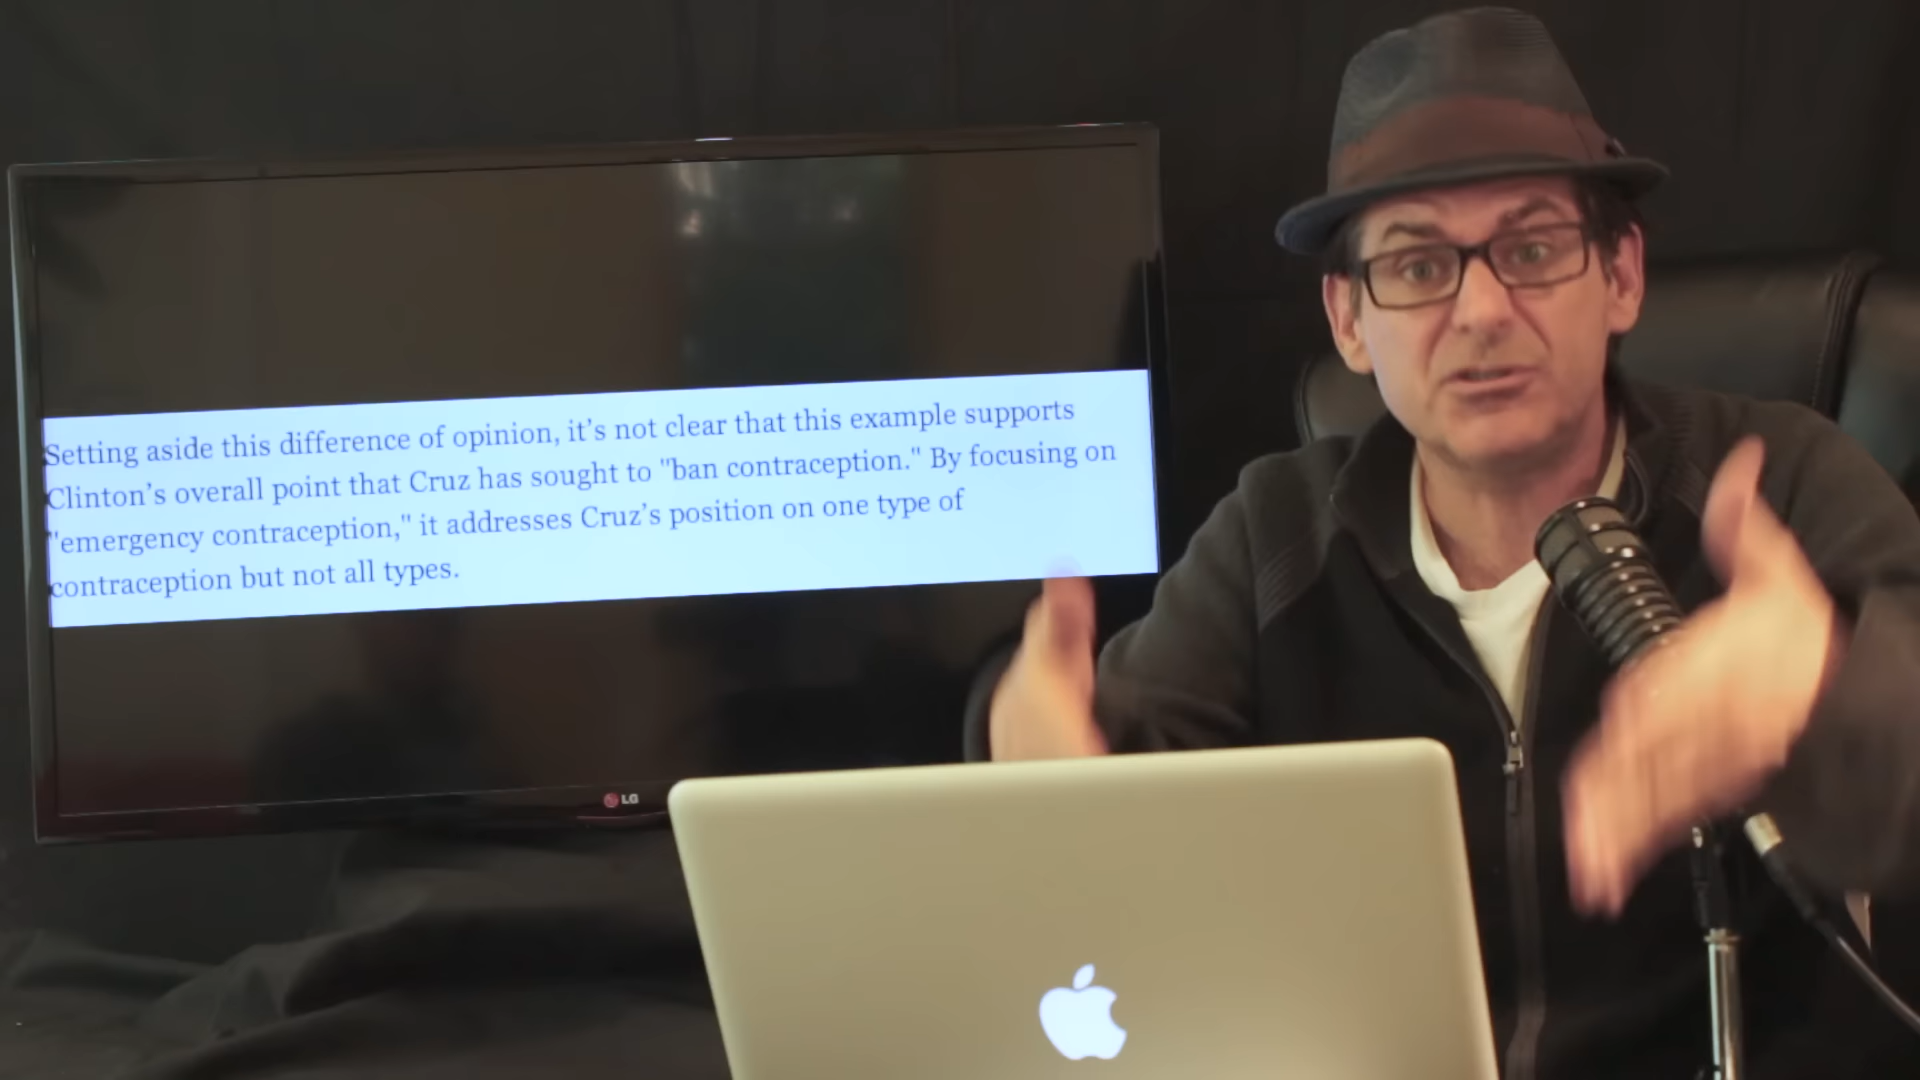 Setting aside this difference of opinion, it’s not clear that this example supports
Clinton’s overall point that Cruz has sought to "ban contraception." By focusing on
"emergency contraception," it addresses Cruz’s position on one type of
contraception but not all types.
LG